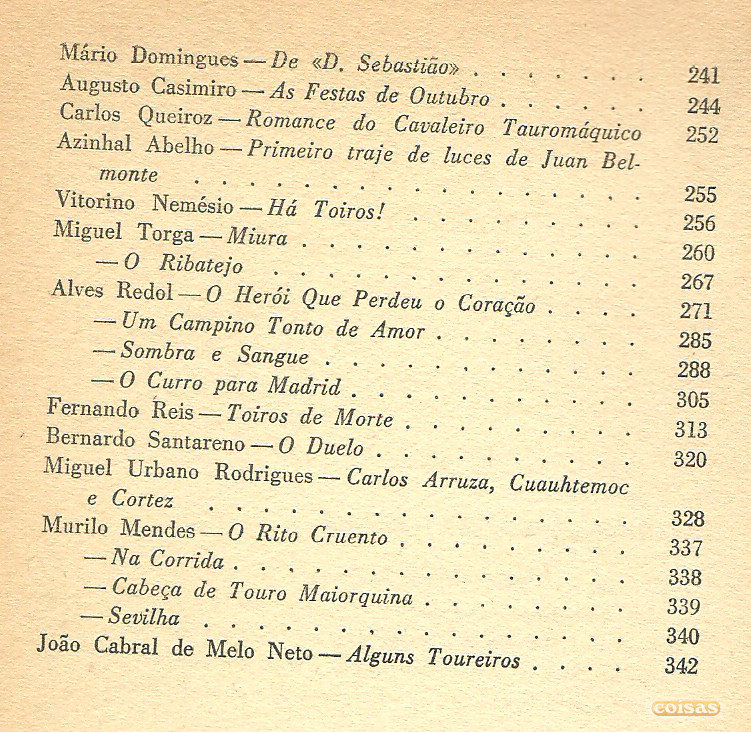 Mário Domingues — De «D. Sebastião» . . . . . . . 241
Augusto Casimiro — As Festas de Outubro . . . . . . 244
Carlos Queiroz — Romance do Cavaleiro Tauromáquico 252
Azinhal Abelho — Primeiro traje de luces de Juan Bel-
monte . . . . . . . . . . . . . . . . 255
Vitorino Nemésio — Há Toiros! . . . . . . . . . 256
Miguel Torga — Miura . . . . . . . . . . . . 260
— O Ribatejo . . . . . . . . . . . . . 267
Alves Redol — O Herói Que Perdeu o Coração . . . . 271
— Um Campino Tonto de Amor . . . . . . . . 285
— Sombra e Sangue . . . . . . . . . . . 288
— O Curro para Madrid . . . . . . . . . . . 305
Fernando Reis — Toiros de Morte . . . . . . . . . 313
Bernardo Santareno — O Duelo . . . . . . . . . . 320
Miguel Urbano Rodrigues — Carlos Arruza, Cuauhtemoc
e Cortez . . . . . . . . . . . . . . . 328
Murilo Mendes — O Rito Cruento . . . . . . . . . 337
— Na Corrida . . . . . . . . . . . . . . 338
— Cabeça de Touro Maiorquina . . . . . . . . 339
— Sevilha . . . . . . . . . . . . . . . 340
João Cabral de Melo Neto — Alguns Toureiros . . . . 342
coisas